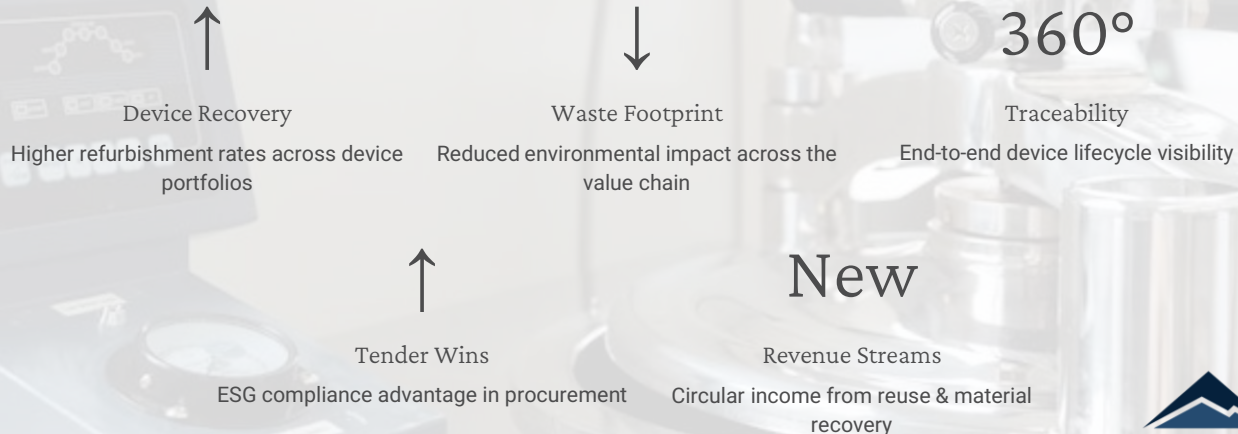 ↑
↓
360°
Device Recovery
Waste Footprint
Traceability
Higher refurbishment rates across device
portfolios
Reduced environmental impact across the
value chain
End-to-end device lifecycle visibility
↑
New
Tender Wins
Revenue Streams
ESG compliance advantage in procurement
Circular income from reuse & material
recovery